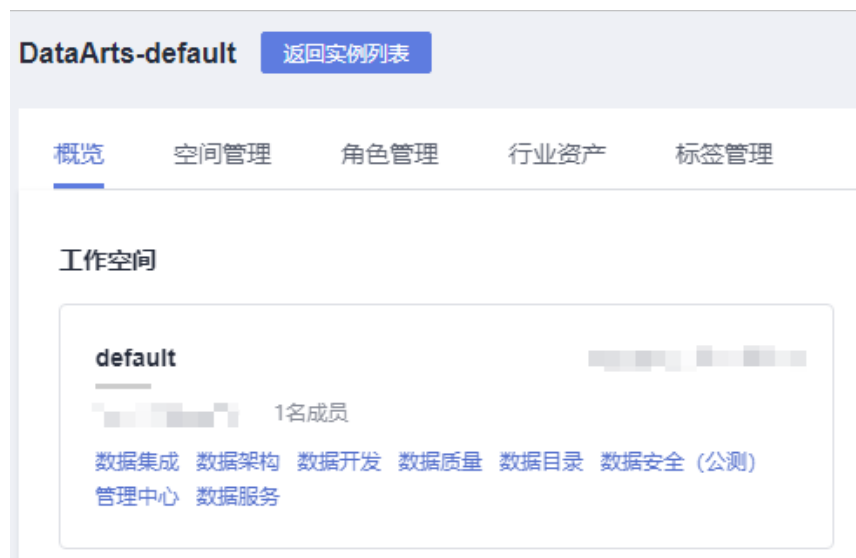 DataArts-default 返回实例列表
概览 空间管理 角色管理 行业资产 标签管理
工作空间
default
1名成员
数据集成 数据架构 数据开发 数据质量 数据目录 数据安全（公测）
管理中心 数据服务